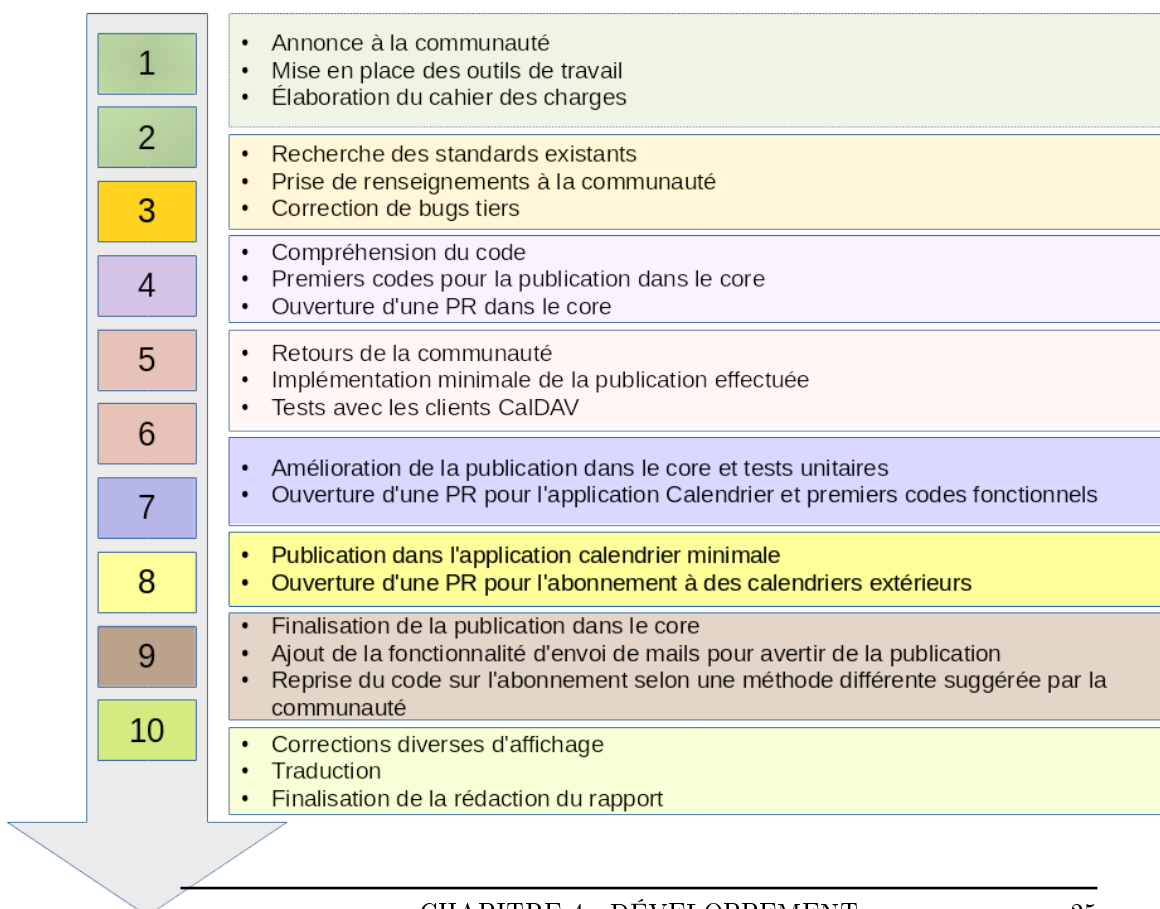 1
2
3
4
5
6
7
8
9
10
• Annonce à la communauté
• Mise en place des outils de travail
• Élaboration du cahier des charges
• Recherche des standards existants
• Prise de renseignements à la communauté
• Correction de bugs tiers
• Compréhension du code
• Premiers codes pour la publication dans le core
• Ouverture d'une PR dans le core
• Retours de la communauté
• Implémentation minimale de la publication effectuée
• Tests avec les clients CalDAV
• Amélioration de la publication dans le core et tests unitaires
• Ouverture d'une PR pour l'application Calendrier et premiers codes fonctionnels
• Publication dans l'application calendrier minimale
• Ouverture d'une PR pour l'abonnement à des calendriers extérieurs
• Finalisation de la publication dans le core
• Ajout de la fonctionnalité d'envoi de mails pour avertir de la publication
• Reprise du code sur l'abonnement selon une méthode différente suggérée par la
communauté
• Corrections diverses d'affichage
• Traduction
• Finalisation de la rédaction du rapport
CHAPITRE 4. DÉVELOPPEMENT